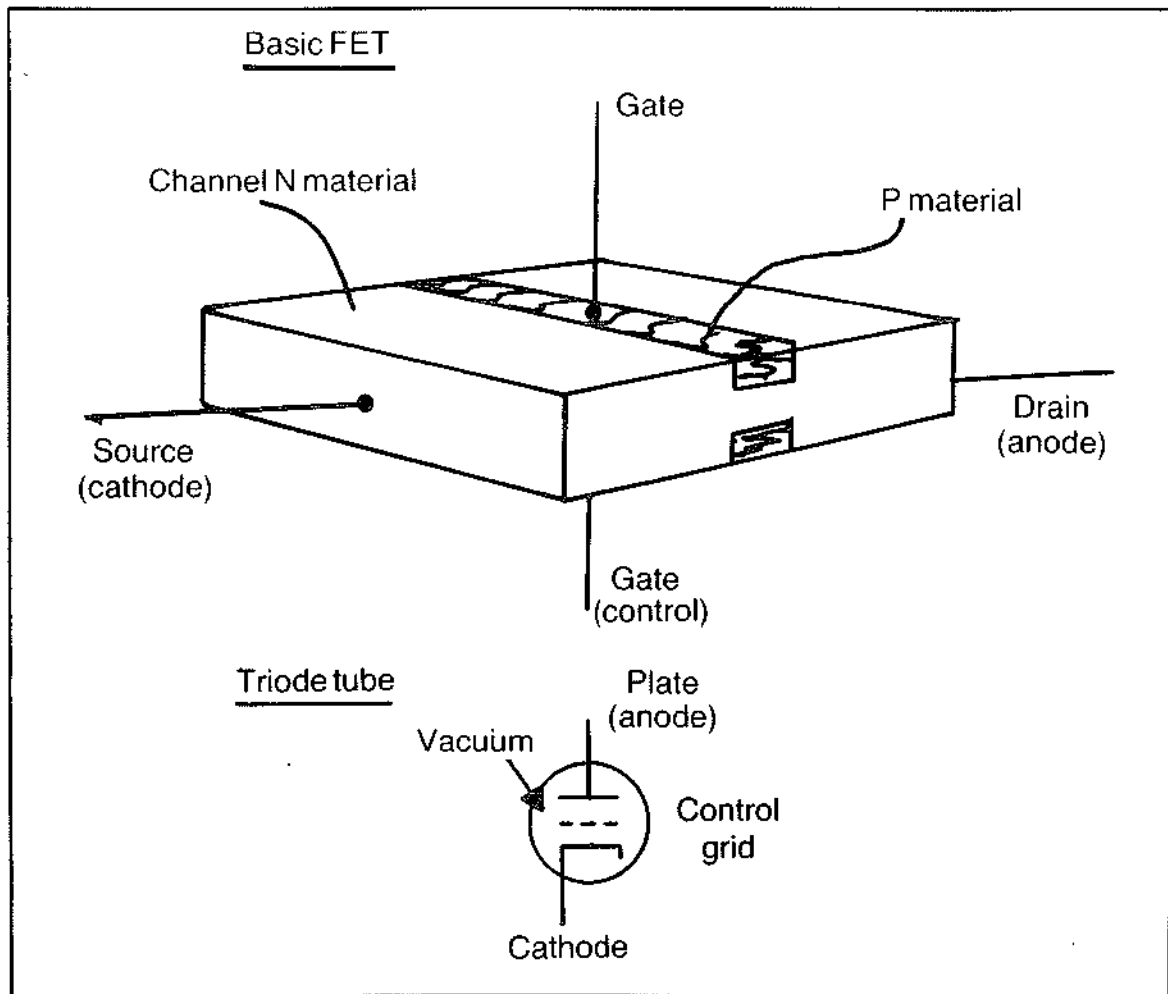 Basic FET
Gate
Channel N material
P material
Source
(cathode)
Drain
(anode)
Gate
(control)
Triode tube
Plate
(anode)
Vacuium
Control
grid
Cathode